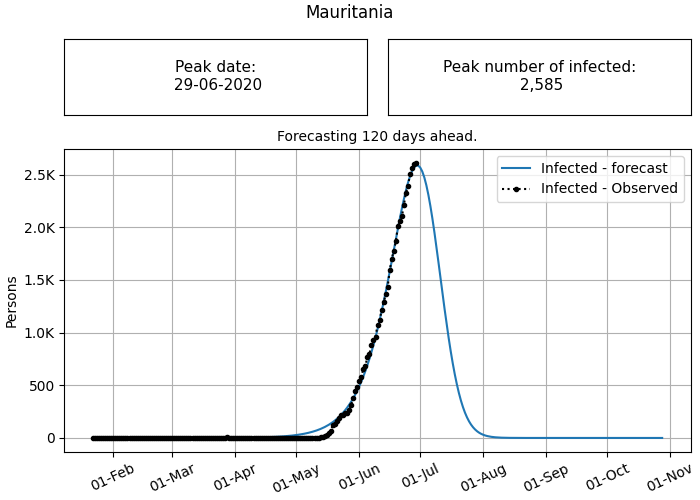 Mauritania
Peak date:
29-06-2020
Peak number of infected:
2,585
Forecasting 120 days ahead.
Infected - forecast
Infected - Observed
Persons
2.5K
2.0K
1.5K
1.0K
500
0
01-Feb
01-Mar
01-Apr
01-May
01-Jun
01-Jul
01-Aug
01-Sep
01-Oct
01-Nov